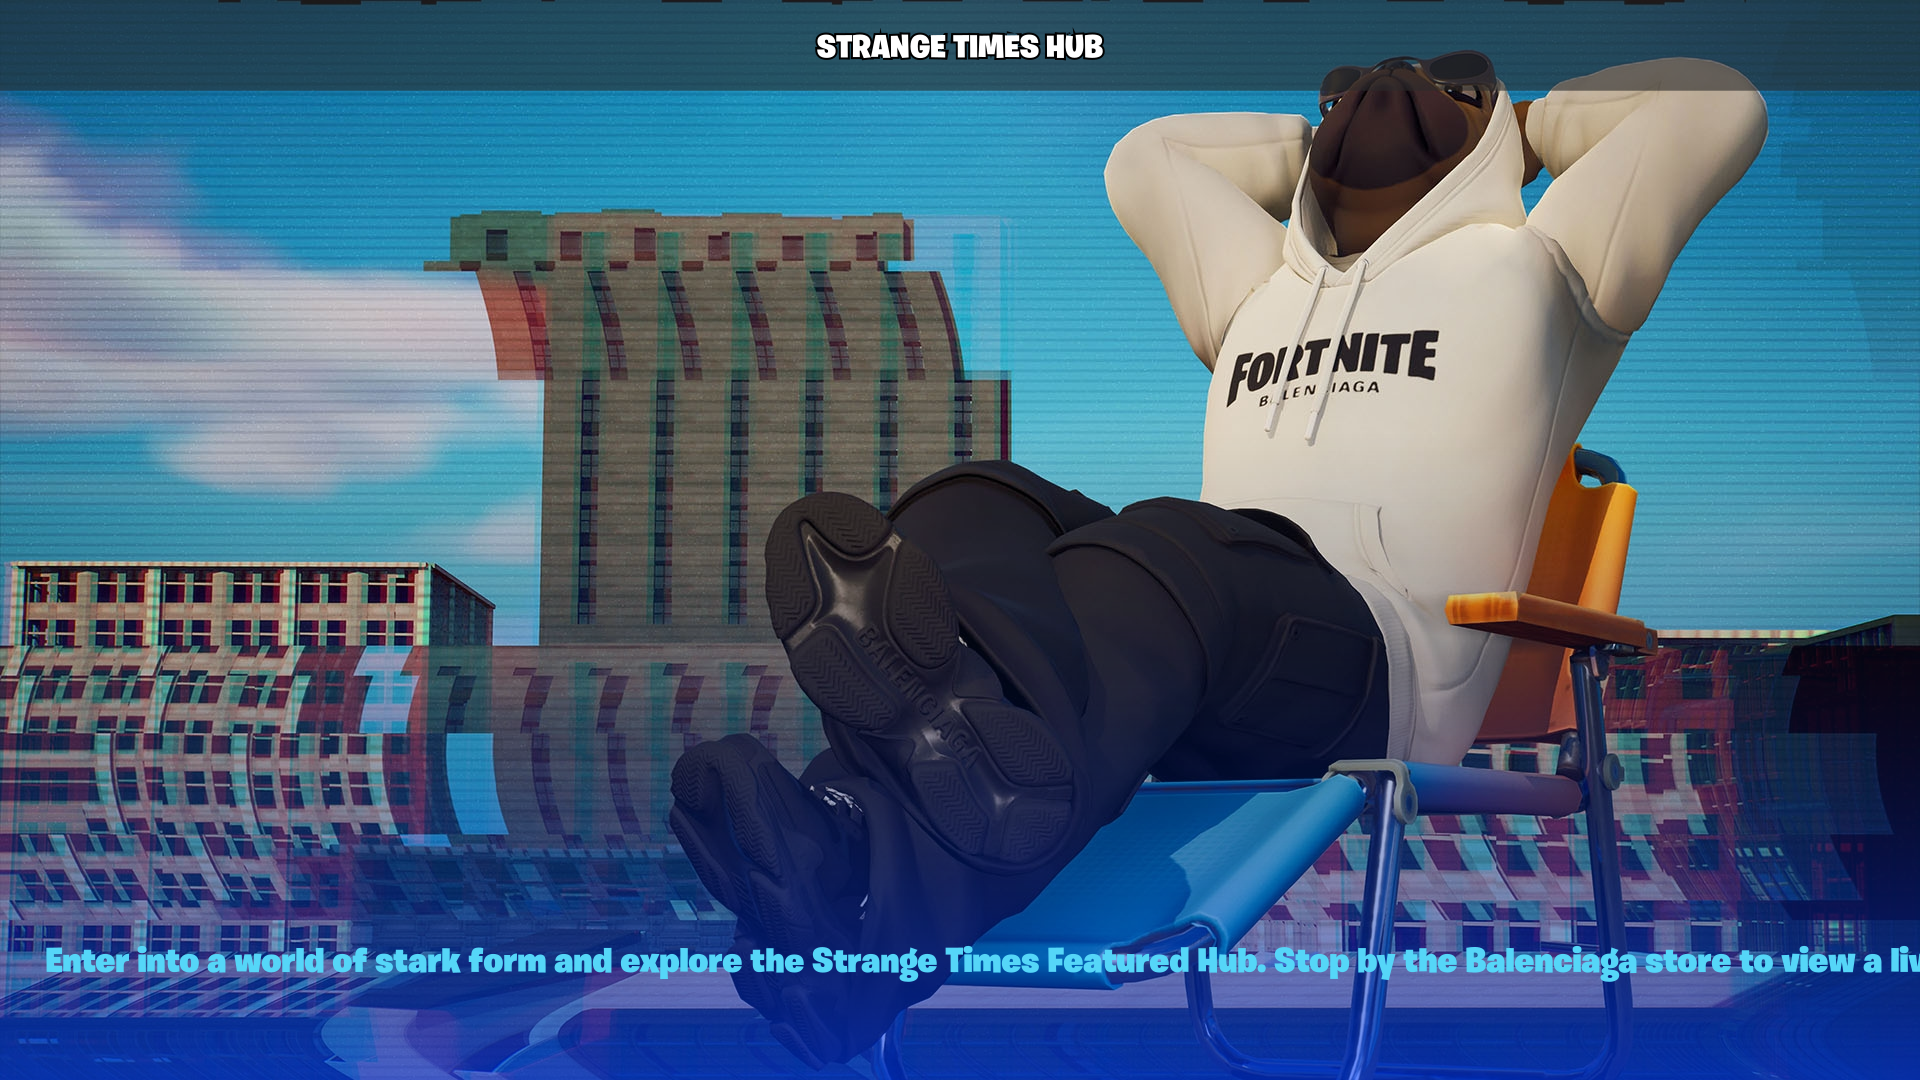 STRANGE TIMES HUB
FORTNITE
BALENCIAGA
BALENCIAGA
Enter into a world of stark form and explore the Strange Times Featured Hub. Stop by the Balenciaga store to view a